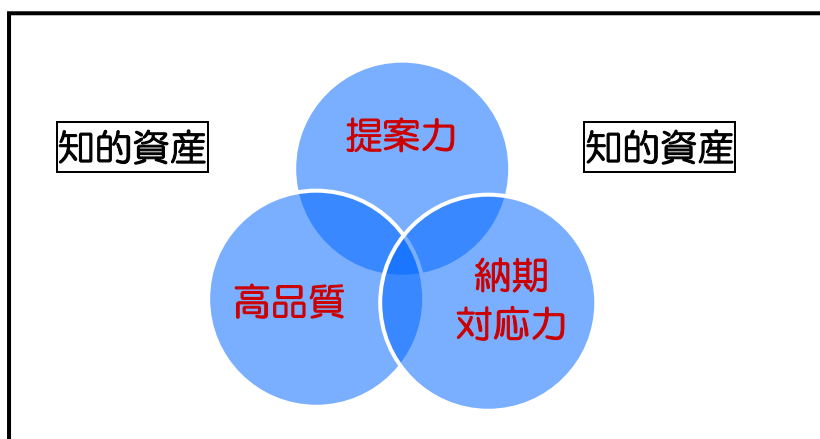 提案力
知的資産
知的資産
高品質
納期
対応力